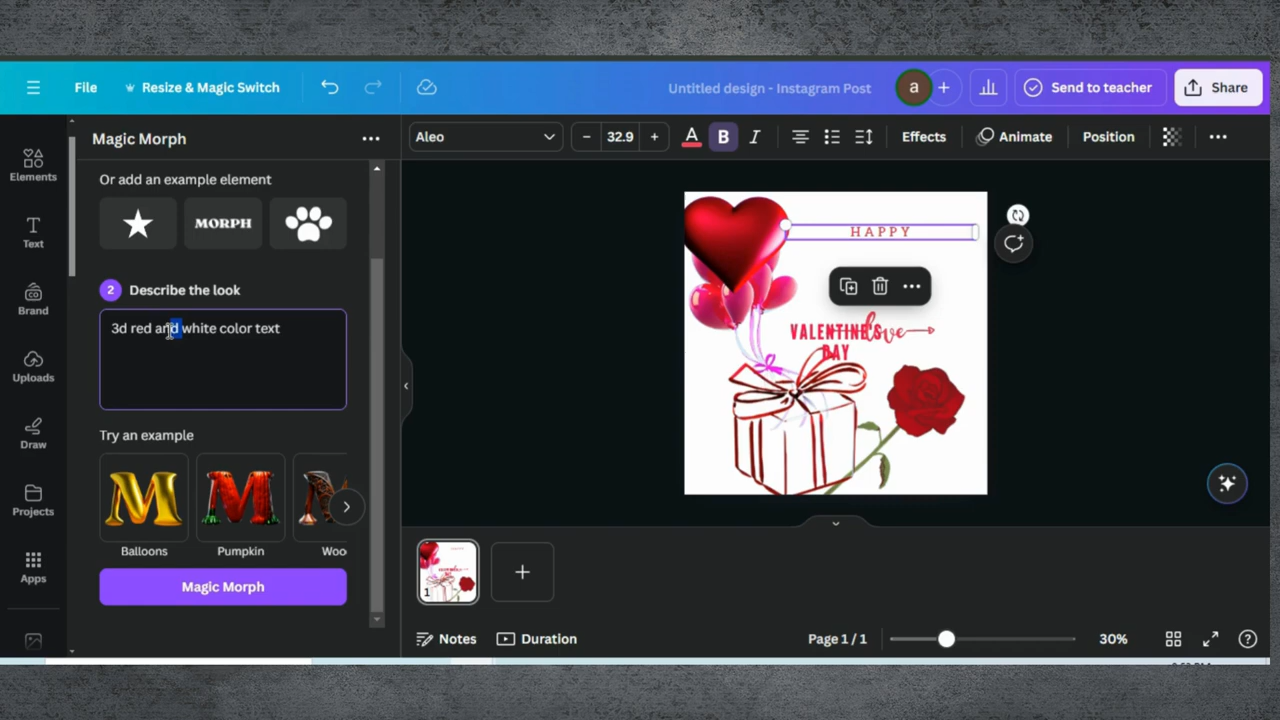 File
Resize & Magic Switch
Untitled design - Instagram Post
a
+
Send to teacher
Share
Magic Morph
Aleo
– 32.9 +
A
B
I
Effects
Animate
Position
Elements
Text
Brand
Uploads
Draw
Projects
Apps
Or add an example element
MORPH
2 Describe the look
3d red and white color text
Try an example
Balloons
Pumpkin
Woo
Magic Morph
HAPPY
VALENTINE'S
love
DAY
1
Notes
Duration
Page 1 / 1
30%